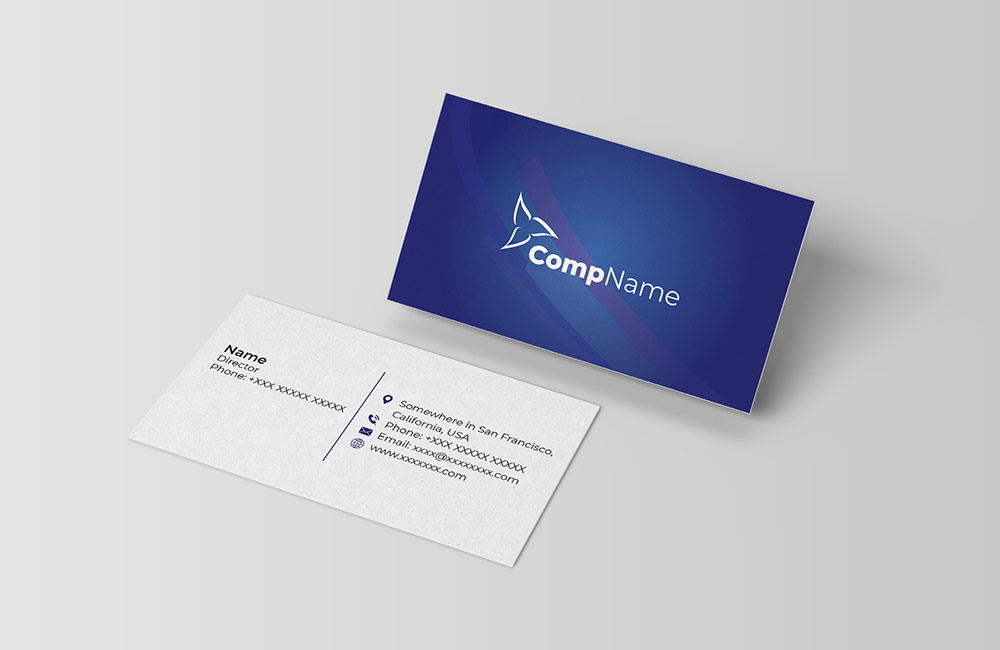 CompName
Name
Director
Phone: +XXX XXXXX XXXXX
Somewhere in San Francisco,
California, USA
Phone: +XXX XXXXX XXXXX
Email: xxxx@xxxxxxxx.com
www.xxxxxxx.com